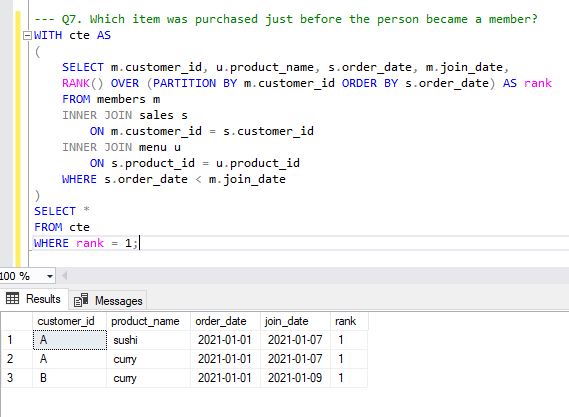 --- Q7. Which item was purchased just before the person became a member?
WITH cte AS
(
SELECT m.customer_id, u.product_name, s.order_date, m.join_date,
RANK() OVER (PARTITION BY m.customer_id ORDER BY s.order_date) AS rank
FROM members m
INNER JOIN sales s
ON m.customer_id = s.customer_id
INNER JOIN menu u
ON s.product_id = u.product_id
WHERE s.order_date < m.join_date
)
SELECT *
FROM cte
WHERE rank = 1;
100 %
Results Messages
customer_id product_name order_date join_date rank
1 A sushi 2021-01-01 2021-01-07 1
2 A curry 2021-01-01 2021-01-07 1
3 B curry 2021-01-01 2021-01-09 1